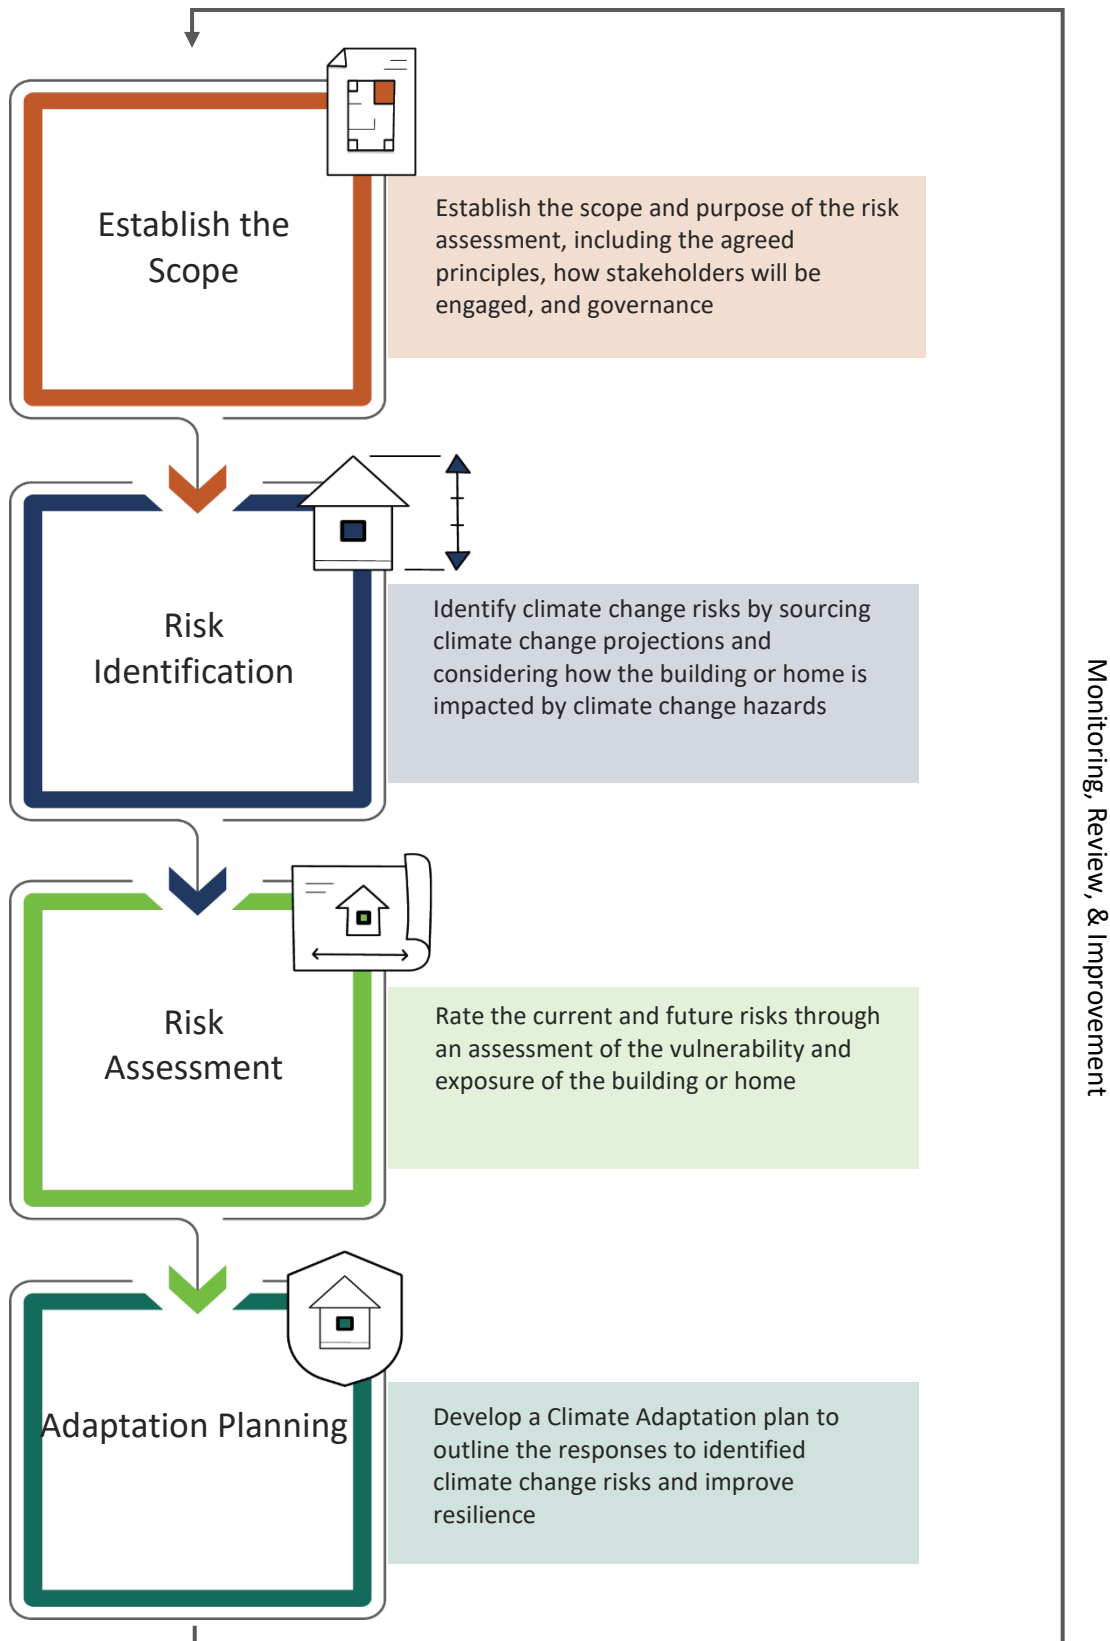 Establish the
Scope
Establish the scope and purpose of the risk
assessment, including the agreed
principles, how stakeholders will be
engaged, and governance
Risk
Identification
Identify climate change risks by sourcing
climate change projections and
considering how the building or home is
impacted by climate change hazards
Risk
Assessment
Rate the current and future risks through
an assessment of the vulnerability and
exposure of the building or home
Adaptation Planning
Develop a Climate Adaptation plan to
outline the responses to identified
climate change risks and improve
resilience
Monitoring, Review, & Improvement